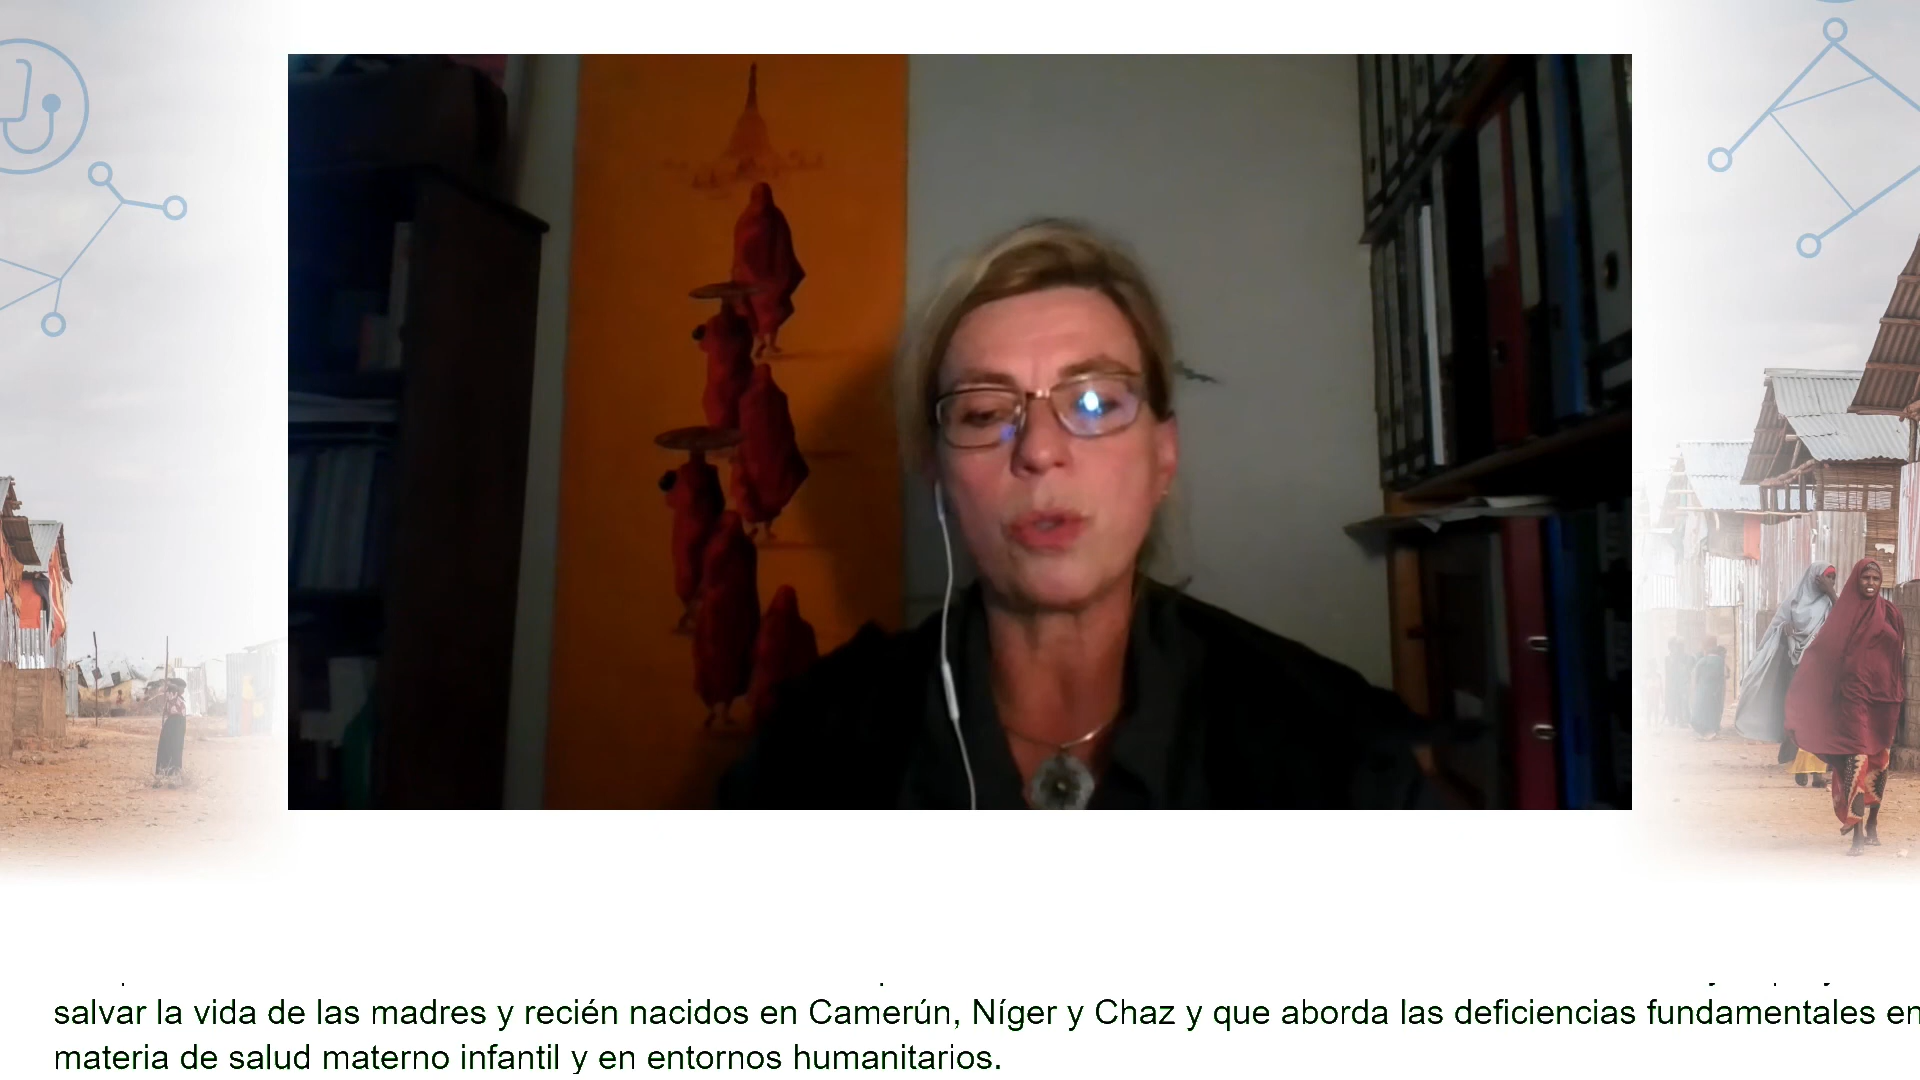 salvar la vida de las madres y recién nacidos en Camerún, Níger y Chaz y que aborda las deficiencias fundamentales en
materia de salud materno infantil y en entornos humanitarios.